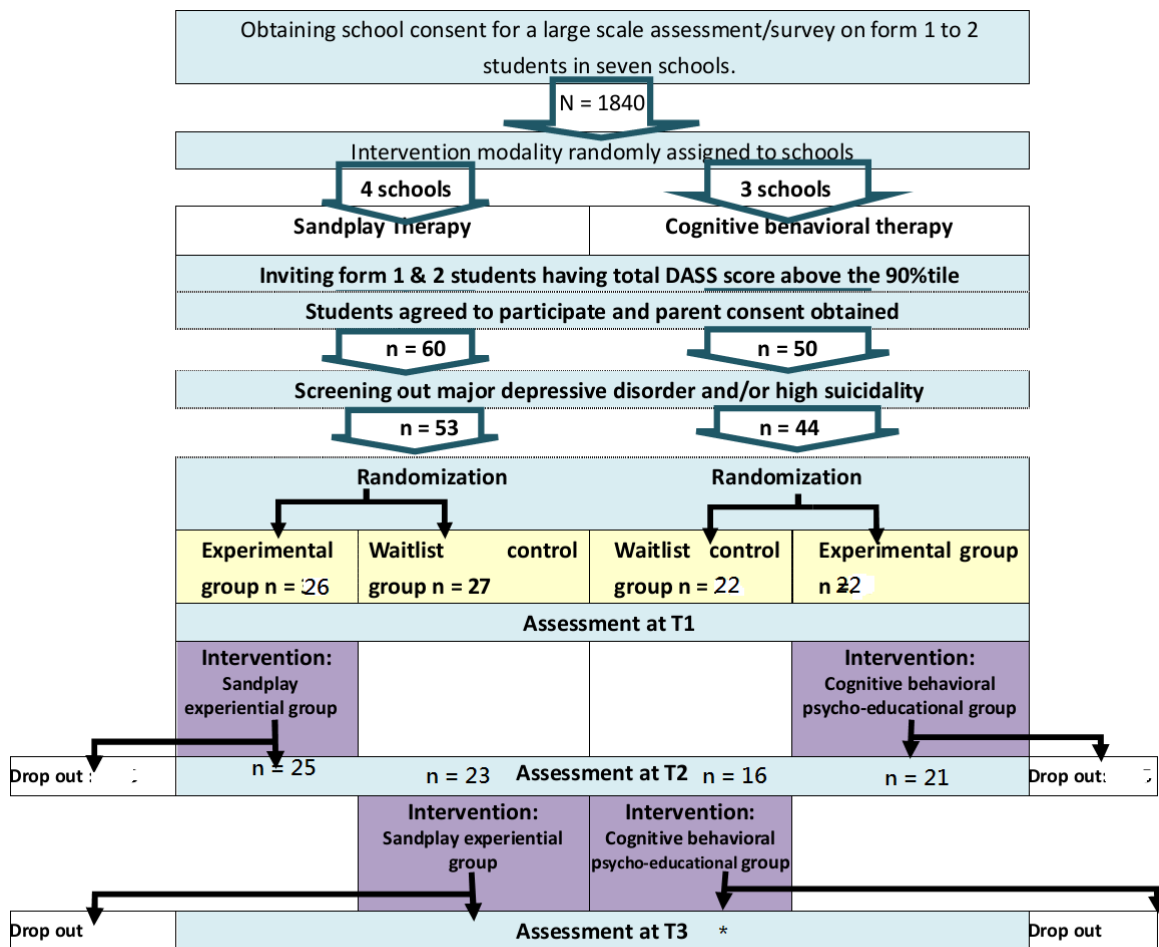 Obtaining school consent for a large scale assessment/survey on form 1 to 2
students in seven schools.
N = 1840
Intervention modality randomly assigned to schools
4 schools
3 schools
Sandplay Therapy
Cognitive behavioral therapy
Inviting form 1 & 2 students having total DASS score above the 90%tile
Students agreed to participate and parent consent obtained
n = 60
n = 50
Screening out major depressive disorder and/or high suicidality
n = 53
n = 44
Randomization
Randomization
Experimental
group n = 26
Waitlist control
group n = 27
Waitlist control
group n = 22
Experimental group
n = 22
Assessment at T1
Intervention:
Sandplay
experiential group
Intervention:
Cognitive behavioral
psycho-educational group
Drop out :
n = 25
n = 23
Assessment at T2
n = 16
n = 21
Drop out:
Intervention:
Sandplay experiential
group
Intervention:
Cognitive behavioral
psycho-educational group
Drop out
Assessment at T3 *
Drop out